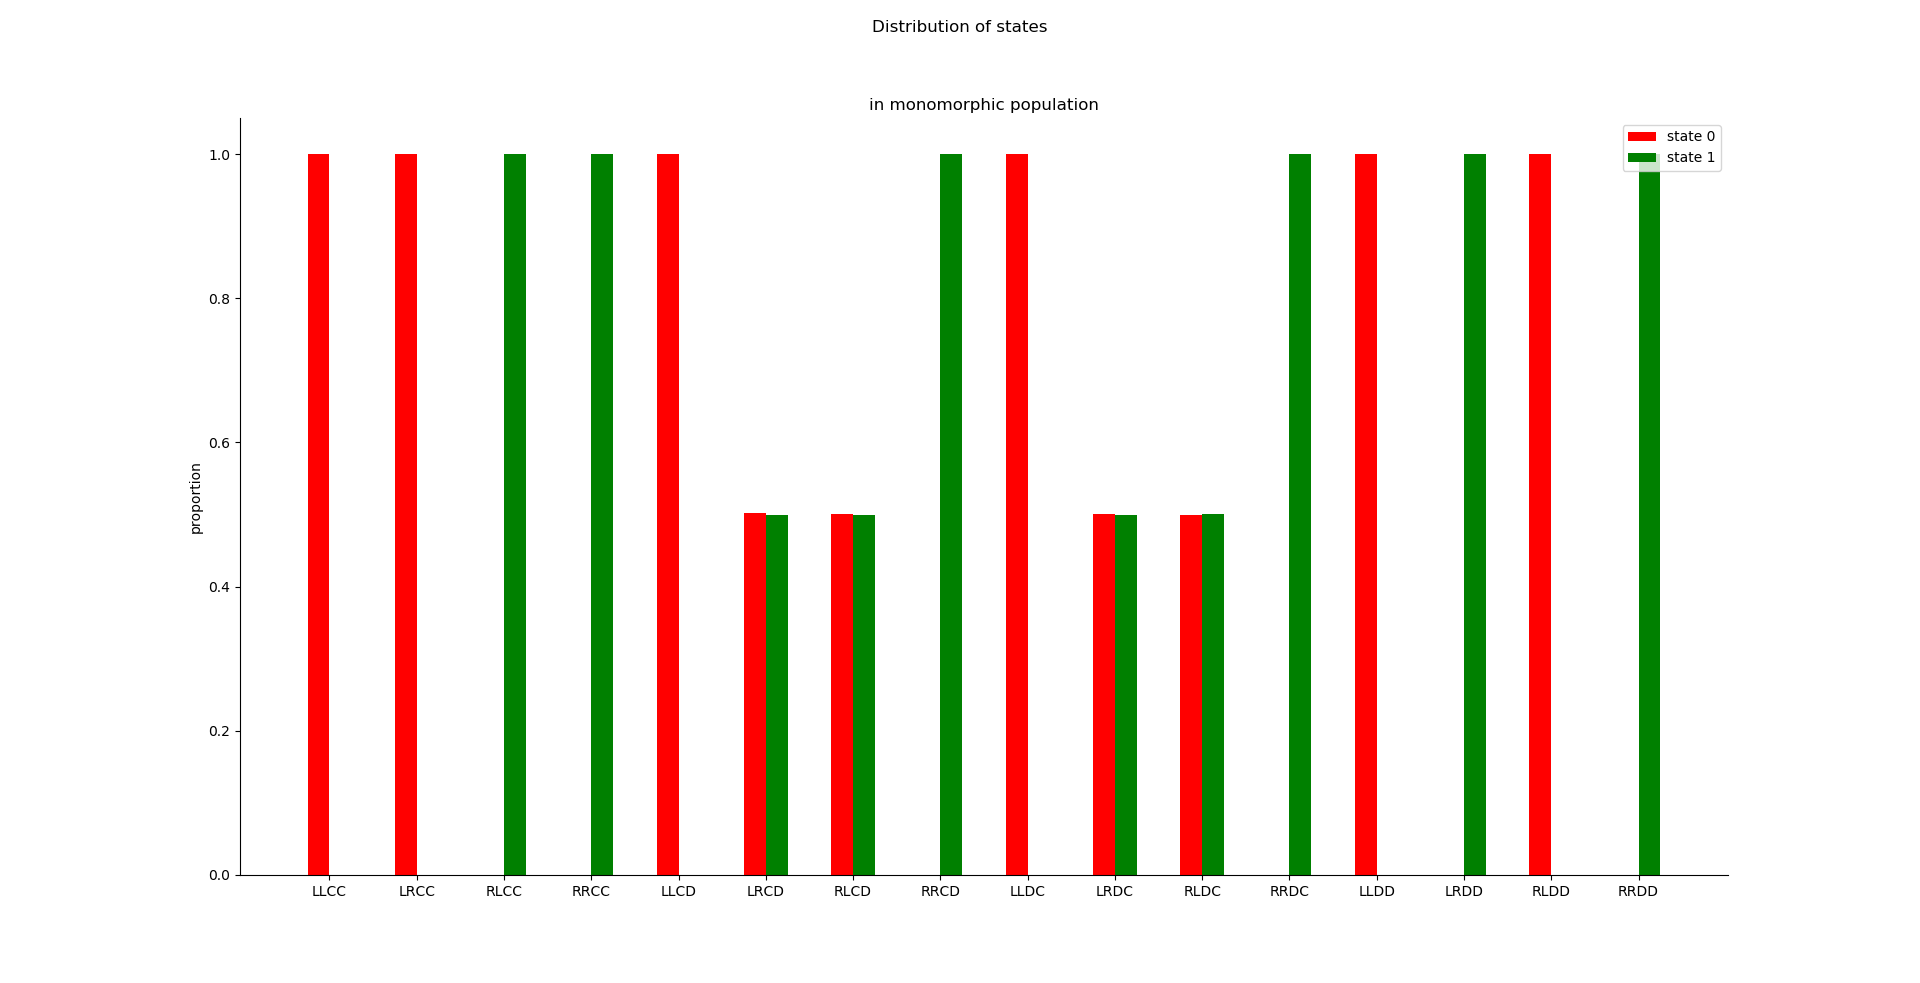 Distribution of states
in monomorphic population
state 0
state 1
1.0
0.8
0.6
0.4
0.2
0.0
proportion
LLCC LRCC RLCC RRCC LLCD LRCD RLCD RRCD LLDC LRDC RLDC RRDC LLDD LRDD RLDD RRDD